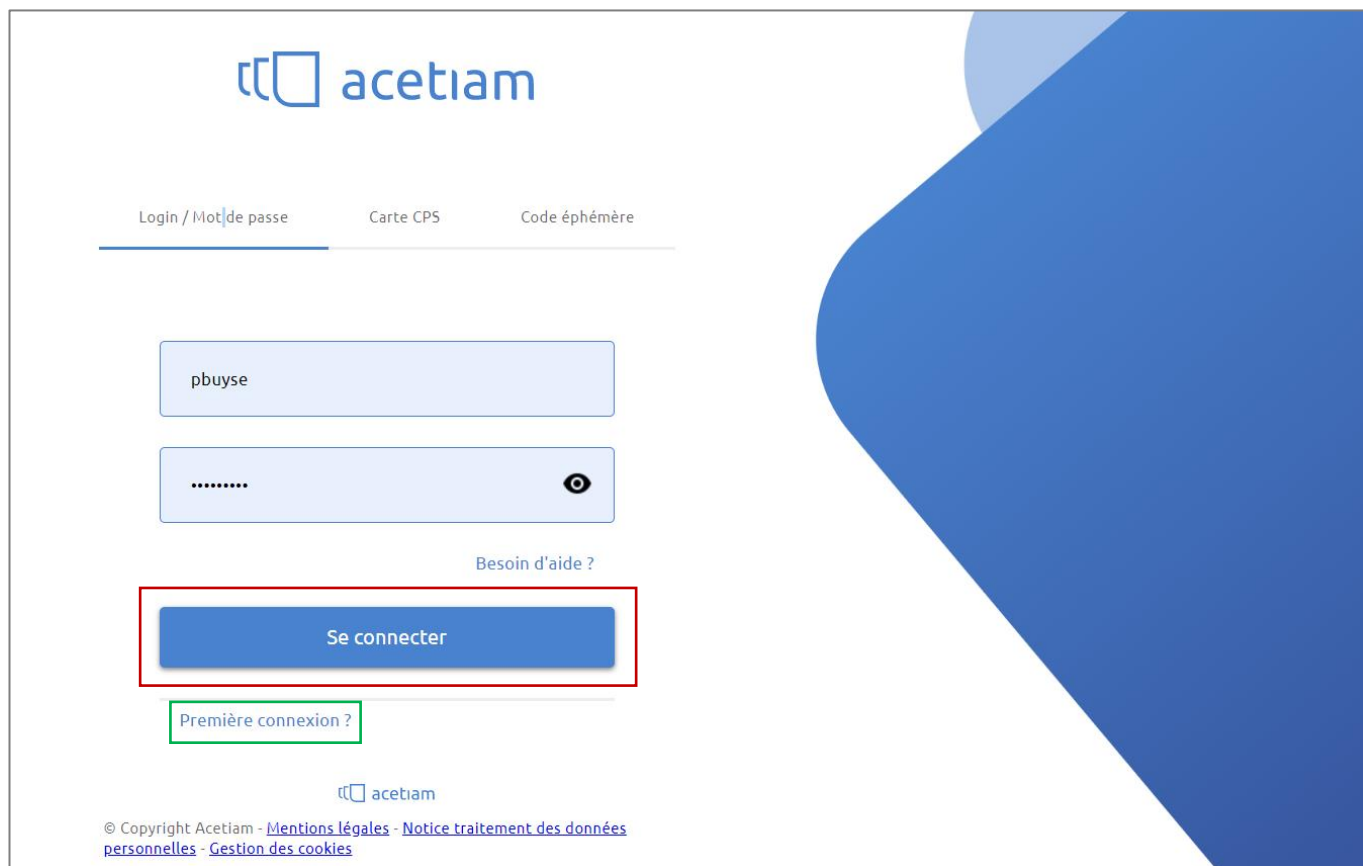 acetıam
Login / Mot de passe
Carte CPS
Code éphémère
pbuyse
•••••••••
Besoin d'aide ?
Se connecter
Première connexion ?
acetıam
© Copyright Acetiam - Mentions légales - Notice traitement des données
personnelles - Gestion des cookies